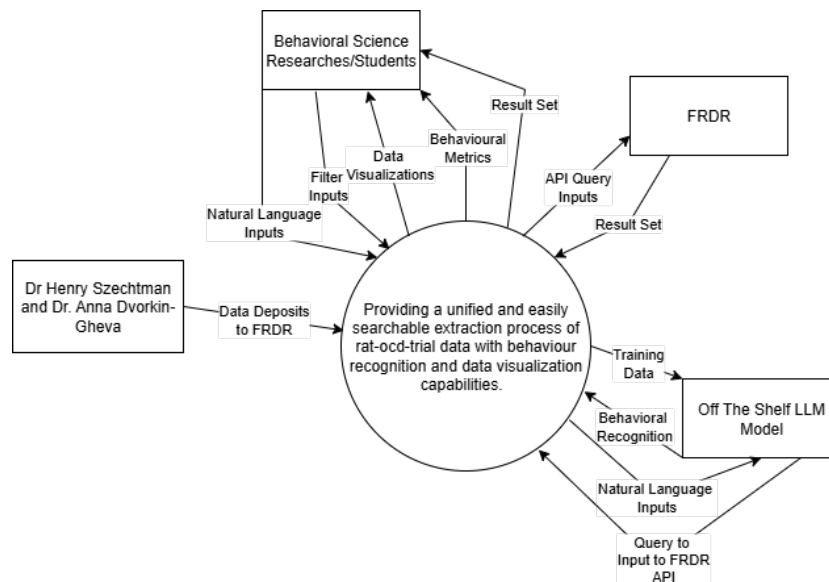 Behavioral Science
Researches/Students
FRDR
Result Set
Behavioural
Metrics
Data
Visualizations
API Query
Inputs
Filter
Inputs
Natural Language
Inputs
Result Set
Dr Henry Szechtman
and Dr. Anna Dvorkin-
Gheva
Data Deposits
to FRDR
Providing a unified and easily
searchable extraction process of
rat-ocd-trial data with behaviour
recognition and data visualization
capabilities.
Training
Data
Off The Shelf LLM
Model
Behavioral
Recognition
Natural Language
Inputs
Query to
Input to FRDR
API